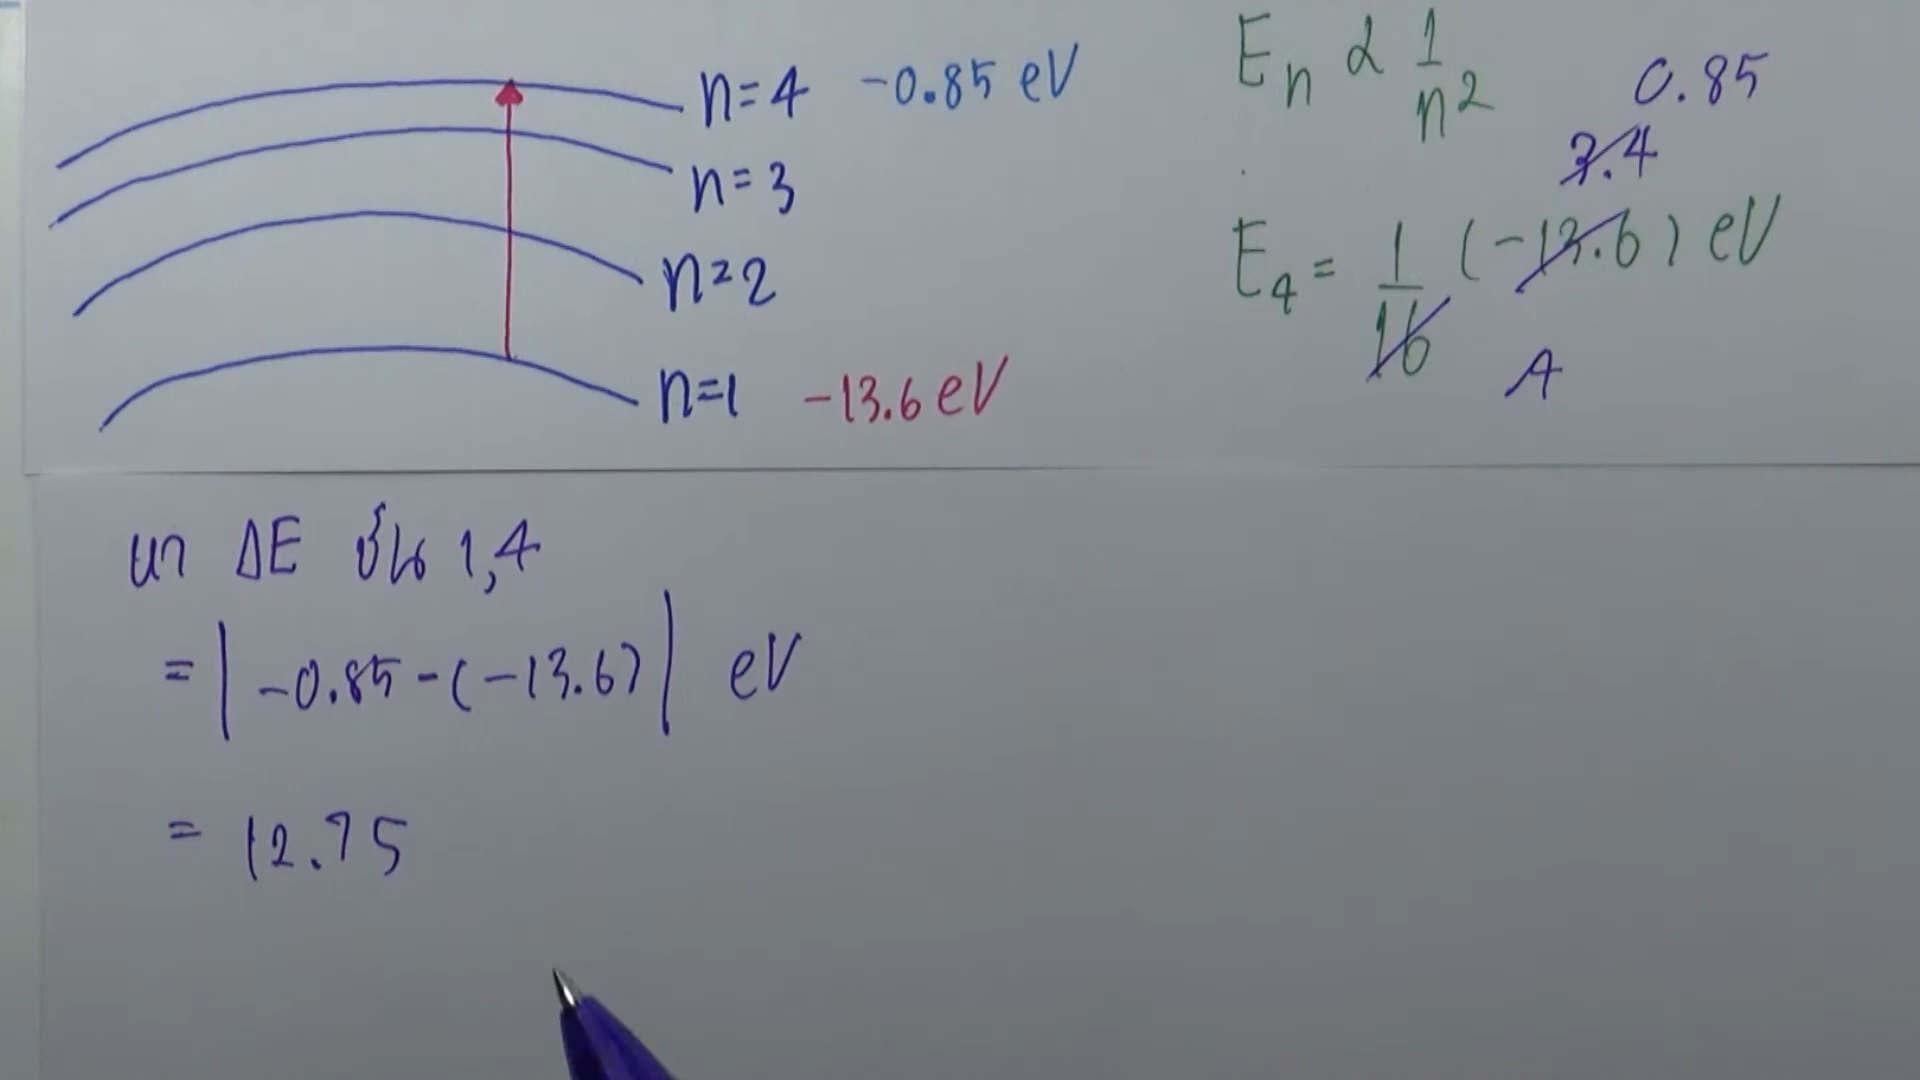 n=4 -0.85 eV
n=3
n=2
n=1 -13.6 eV
En ∝ 1/n²
0.85
3.4
E4 = 1/16 (-13.6) eV
4
หา ΔE ชั้น 1,4
= |-0.85-(-13.6)| eV
= 12.75